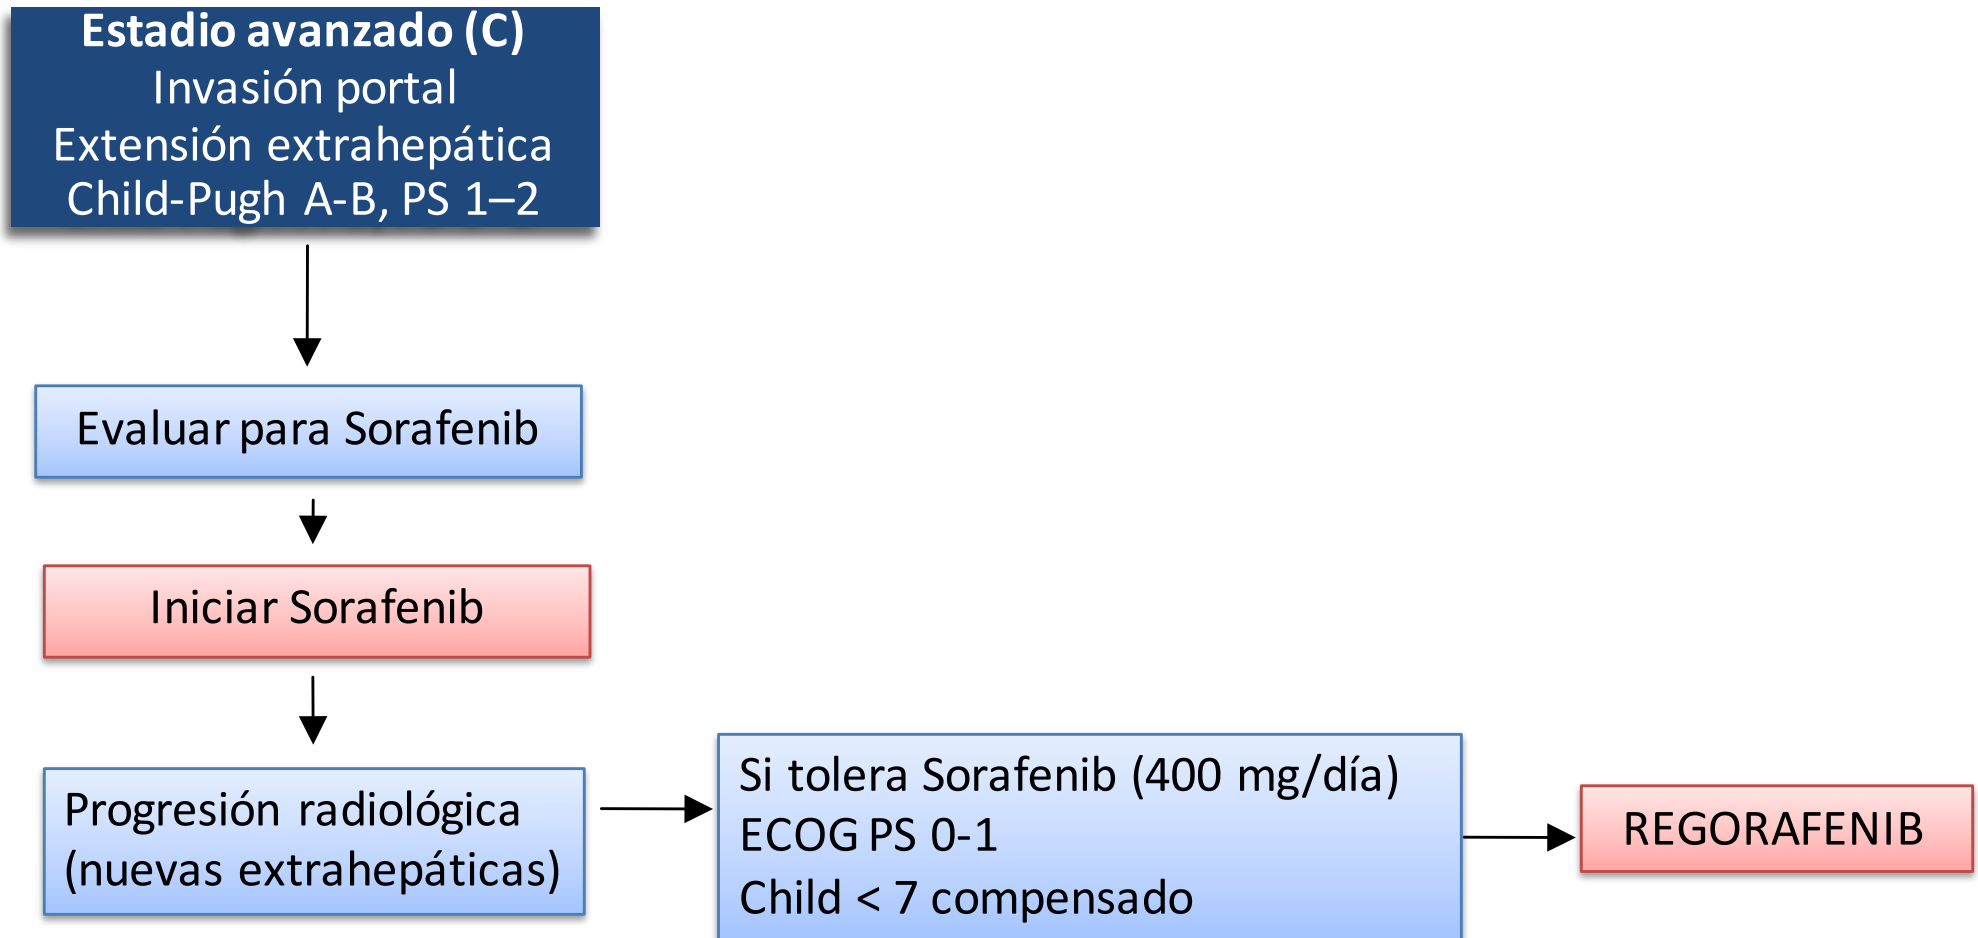 Estadio avanzado (C)
Invasión portal
Extensión extrahepática
Child-Pugh A-B, PS 1–2
Evaluar para Sorafenib
Iniciar Sorafenib
Progresión radiológica
(nuevas extrahepáticas)
Si tolera Sorafenib (400 mg/día)
ECOG PS 0-1
Child < 7 compensado
REGORAFENIB